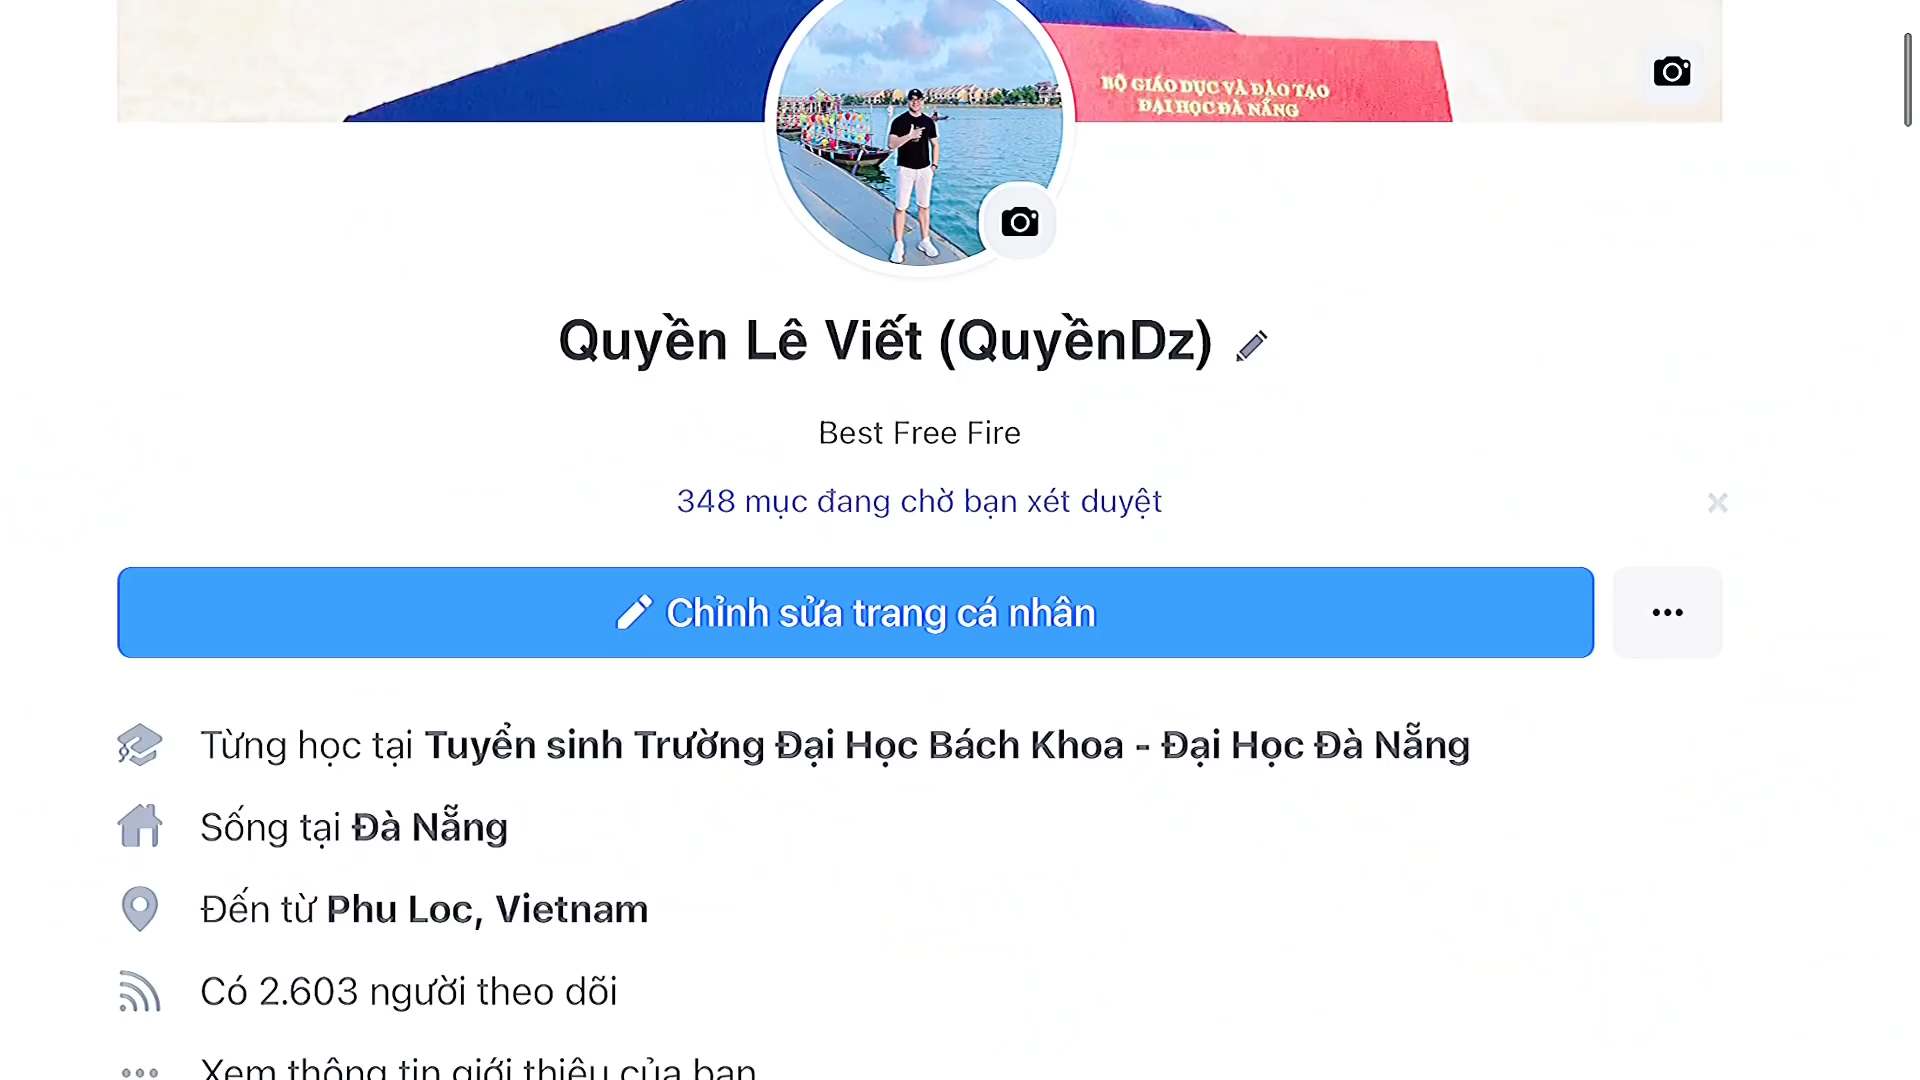 BỘ GIÁO DỤC VÀ ĐÀO TẠO
ĐẠI HỌC ĐÀ NẴNG
Quyền Lê Viết (QuyềnDz)
Best Free Fire
348 mục đang chờ bạn xét duyệt
Chỉnh sửa trang cá nhân
Từng học tại Tuyển sinh Trường Đại Học Bách Khoa - Đại Học Đà Nẵng
Sống tại Đà Nẵng
Đến từ Phu Loc, Vietnam
Có 2.603 người theo dõi
Xem thông tin giới thiệu của bạn